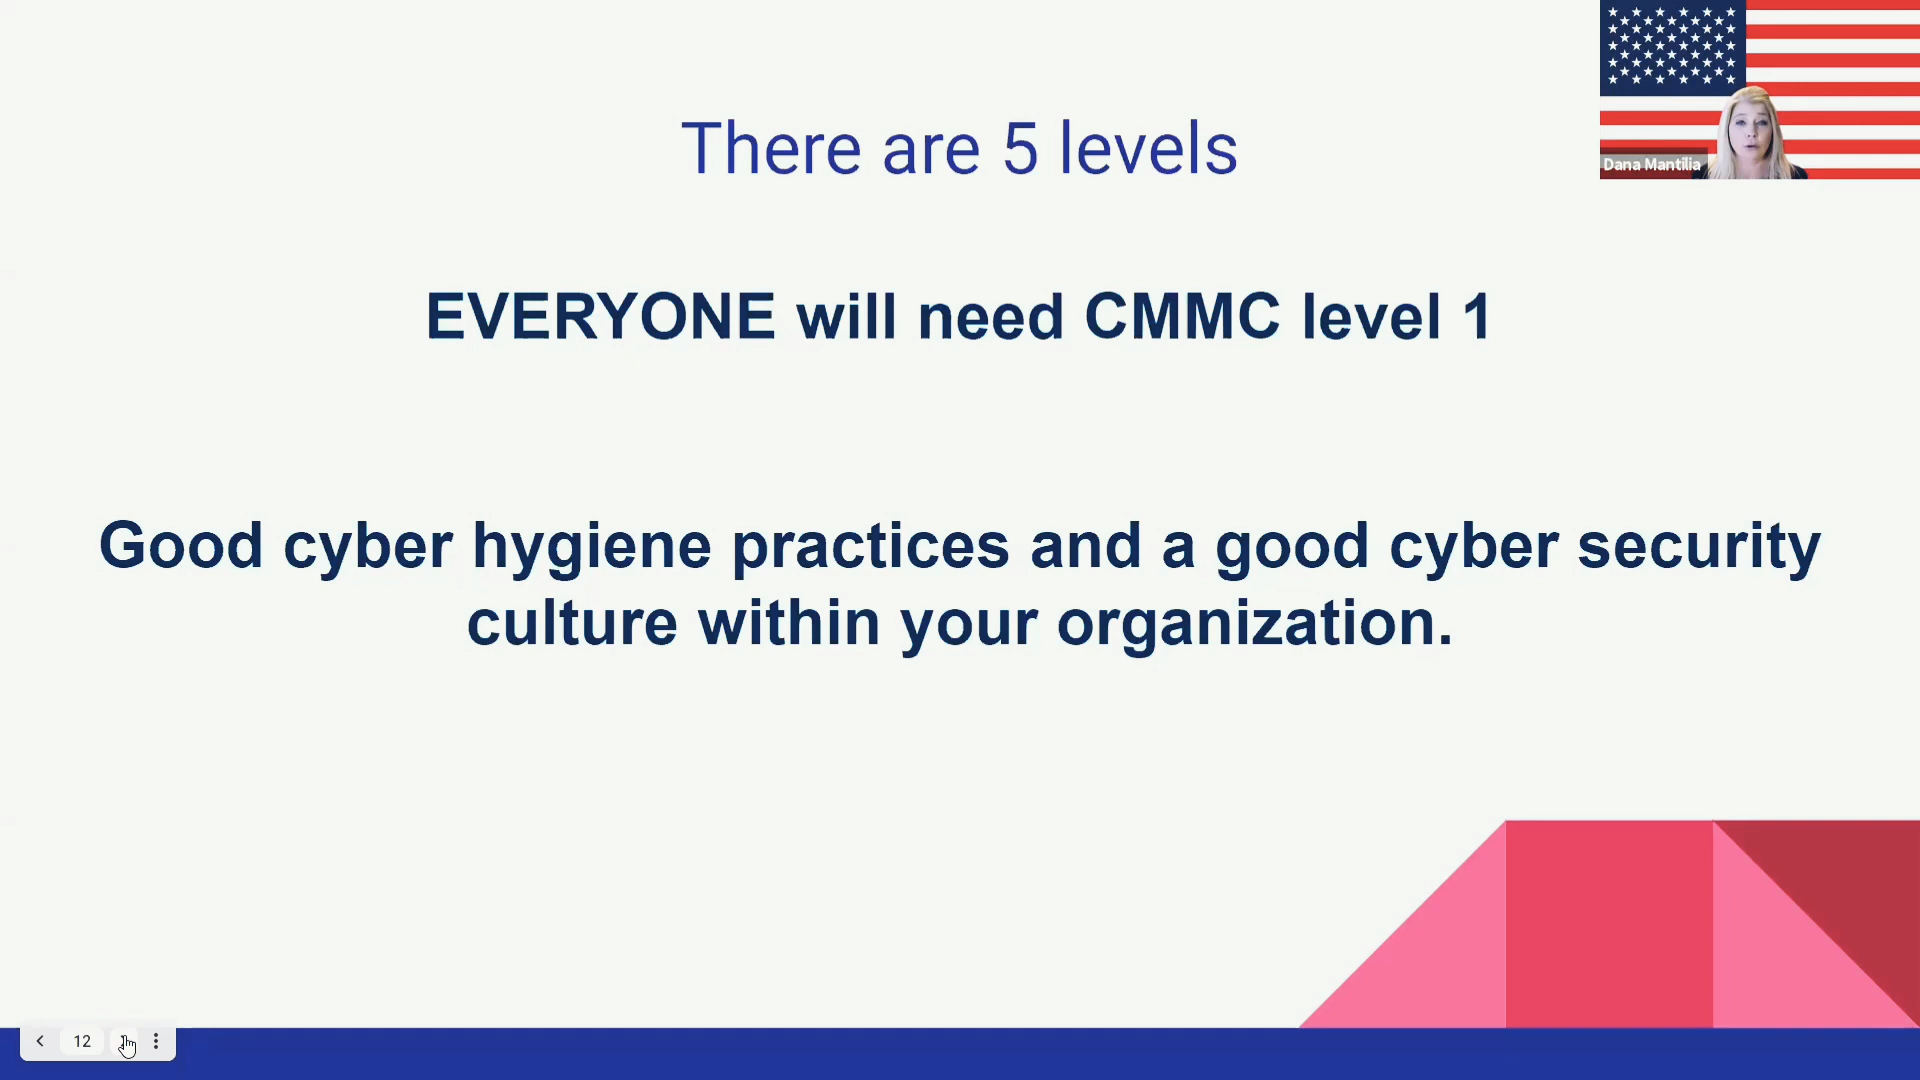 There are 5 levels
Dana Mantilia
EVERYONE will need CMMC level 1
Good cyber hygiene practices and a good cyber security
culture within your organization.
12